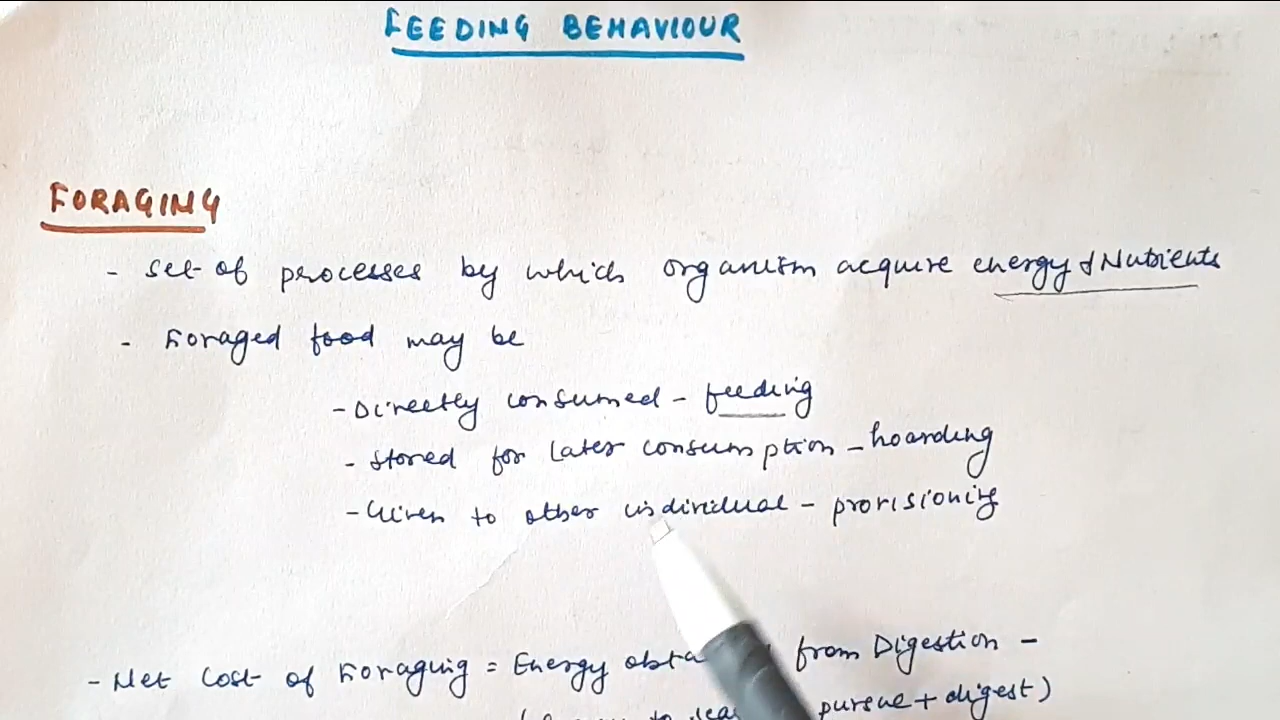 FEEDING BEHAVIOUR
FORAGING
- set of processes by which organism acquire energy & Nutrients
- Foraged food may be
- Directly consumed - feeding
- Stored for later consumption - hoarding
- Given to other individual - provisioning
- Net cost of Foraging = Energy from Digestion -
pursue + digest)